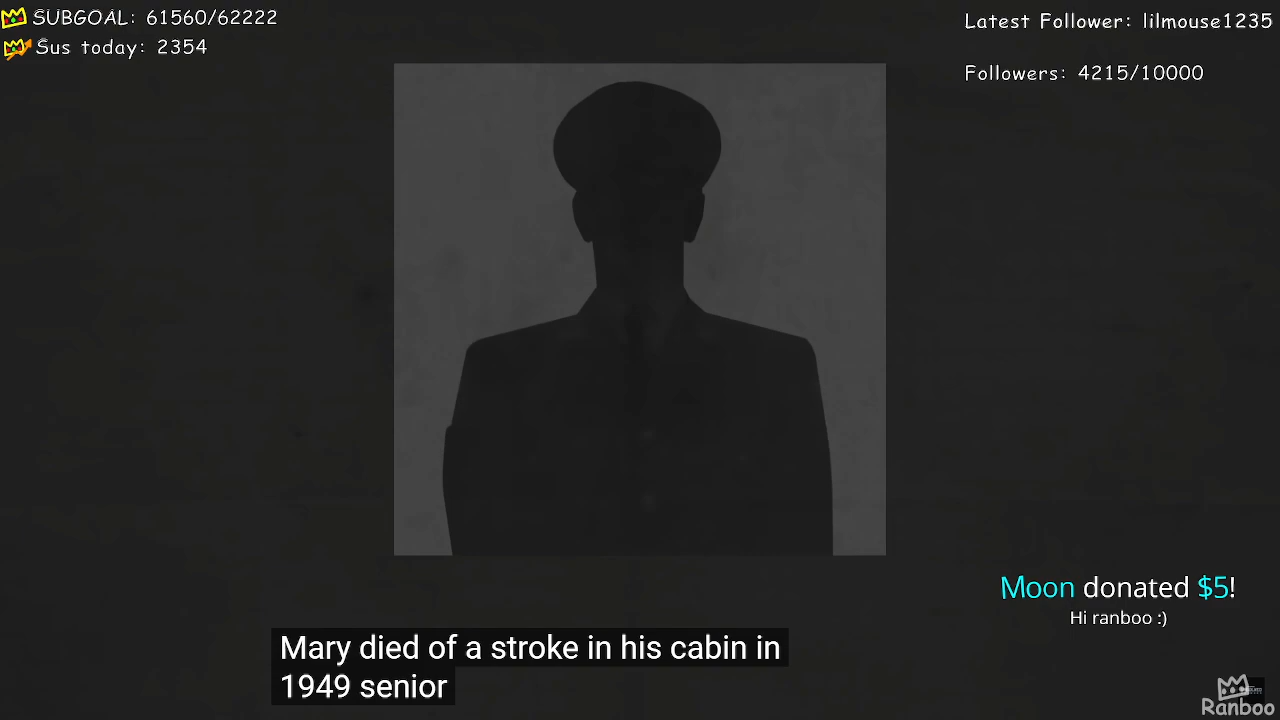 SUBGOAL: 61560/62222
Sus today: 2354
Latest Follower: lilmouse1235
Followers: 4215/10000
Moon donated $5!
Hi ranboo :)
Mary died of a stroke in his cabin in
1949 senior
Ranboo